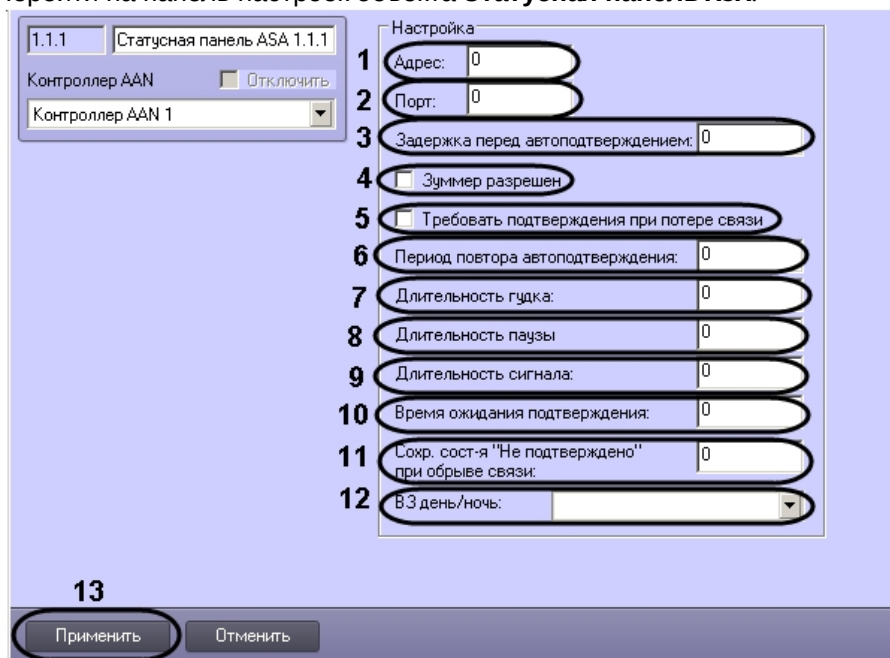 перейти на панель настроек объекта Статусная панель ASA.
1.1.1 Статусная панель ASA 1.1.1
Контроллер AAN Отключить
Контроллер AAN 1
Настройка
1 Адрес: 0
2 Порт: 0
3 Задержка перед автоподтверждением: 0
4 Зуммер разрешен
5 Требовать подтверждения при потере связи
6 Период повтора автоподтверждения: 0
7 Длительность гудка: 0
8 Длительность паузы 0
9 Длительность сигнала: 0
10 Время ожидания подтверждения: 0
11 Сохр. сост-я "Не подтверждено" 0
при обрыве связи:
12 ВЗ день/ночь:
13
Применить Отменить